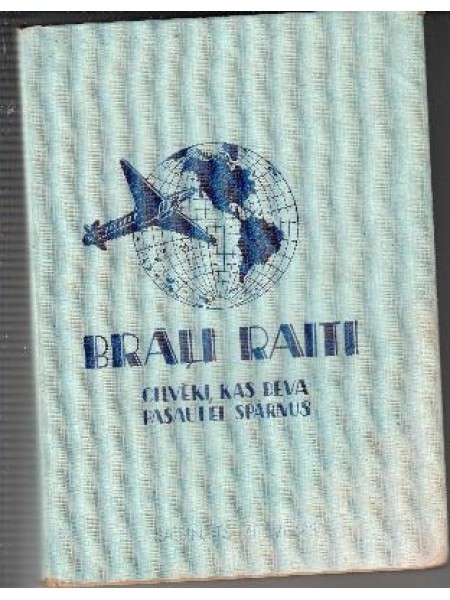 BRAĻI RAITI
CILVĒKI, KAS DEVA
PASAULEI SPĀRNUS